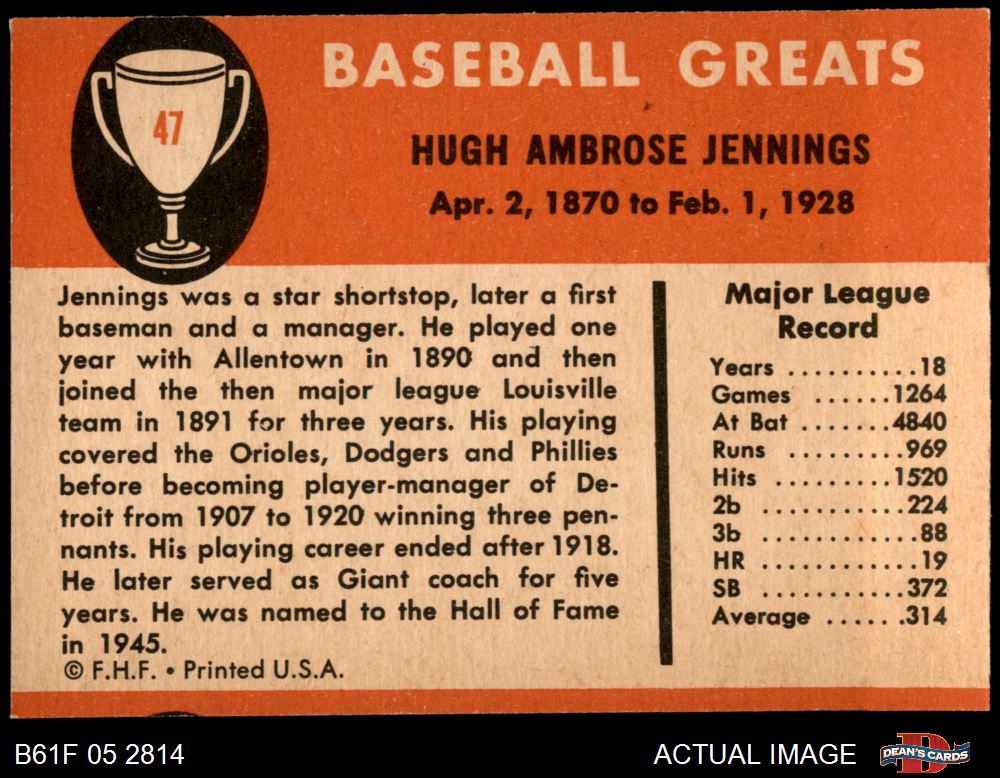 47
BASEBALL GREATS
HUGH AMBROSE JENNINGS
Apr. 2, 1870 to Feb. 1, 1928
Jennings was a star shortstop, later a first
baseman and a manager. He played one
year with Allentown in 1890 and then
joined the then major league Louisville
team in 1891 for three years. His playing
covered the Orioles, Dodgers and Phillies
before becoming player-manager of De-
troit from 1907 to 1920 winning three pen-
nants. His playing career ended after 1918.
He later served as Giant coach for five
years. He was named to the Hall of Fame
in 1945.
© F.H.F. • Printed U.S.A.
Major League
Record
Years ..........18
Games ......1264
At Bat .......4840
Runs .........969
Hits .........1520
2b ...........224
3b ............88
HR ............19
SB ...........372
Average ......314
B61F 05 2814
ACTUAL IMAGE
DEAN'S CARDS